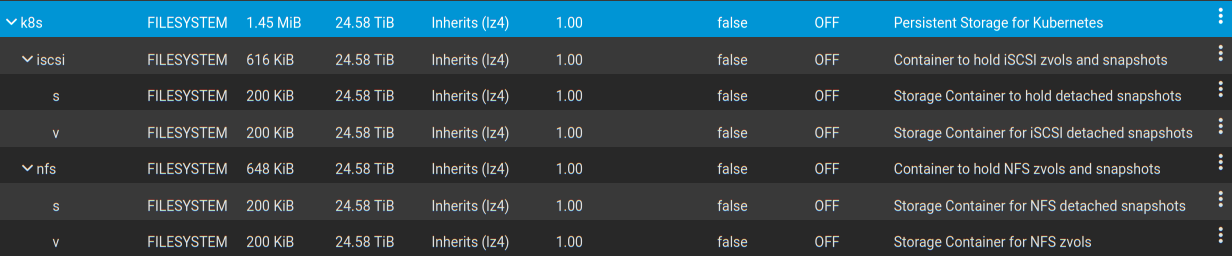 k8s FILESYSTEM 1.45 MiB 24.58 TiB Inherits (lz4) 1.00 false OFF Persistent Storage for Kubernetes
iscsi FILESYSTEM 616 KiB 24.58 TiB Inherits (lz4) 1.00 false OFF Container to hold iSCSI zvols and snapshots
s FILESYSTEM 200 KiB 24.58 TiB Inherits (lz4) 1.00 false OFF Storage Container to hold detached snapshots
v FILESYSTEM 200 KiB 24.58 TiB Inherits (lz4) 1.00 false OFF Storage Container for iSCSI detached snapshots
nfs FILESYSTEM 648 KiB 24.58 TiB Inherits (lz4) 1.00 false OFF Container to hold NFS zvols and snapshots
s FILESYSTEM 200 KiB 24.58 TiB Inherits (lz4) 1.00 false OFF Storage Container for NFS detached snapshots
v FILESYSTEM 200 KiB 24.58 TiB Inherits (lz4) 1.00 false OFF Storage Container for NFS zvols